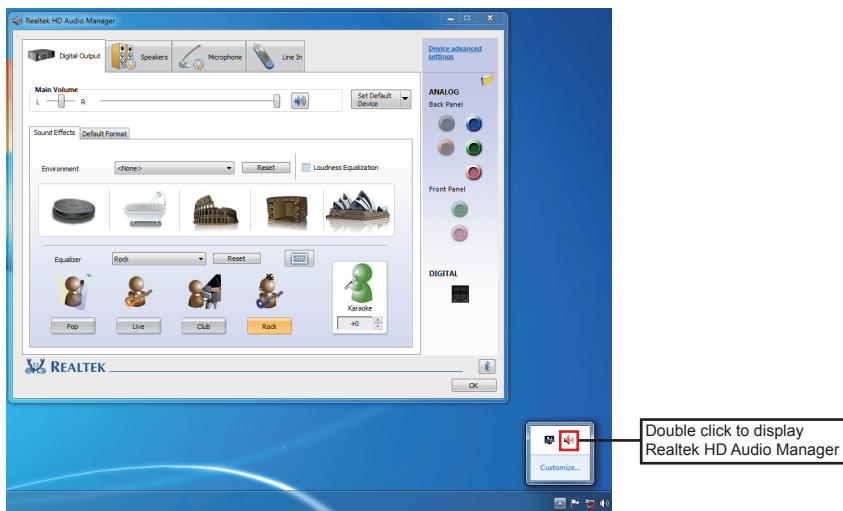 Realtek HD Audio Manager
Digital Output
Speakers
Microphone
Line In
Device advanced
settings
Main Volume
L
R
Set Default
Device
ANALOG
Back Panel
Sound Effects
Default Format
Environment
<None>
Reset
Loudness Equalization
Front Panel
Equalizer
Rock
Reset
DIGITAL
Karaoke
Pop
Live
Club
Rock
+0
REALTEK
i
OK
Double click to display
Realtek HD Audio Manager
Customize...